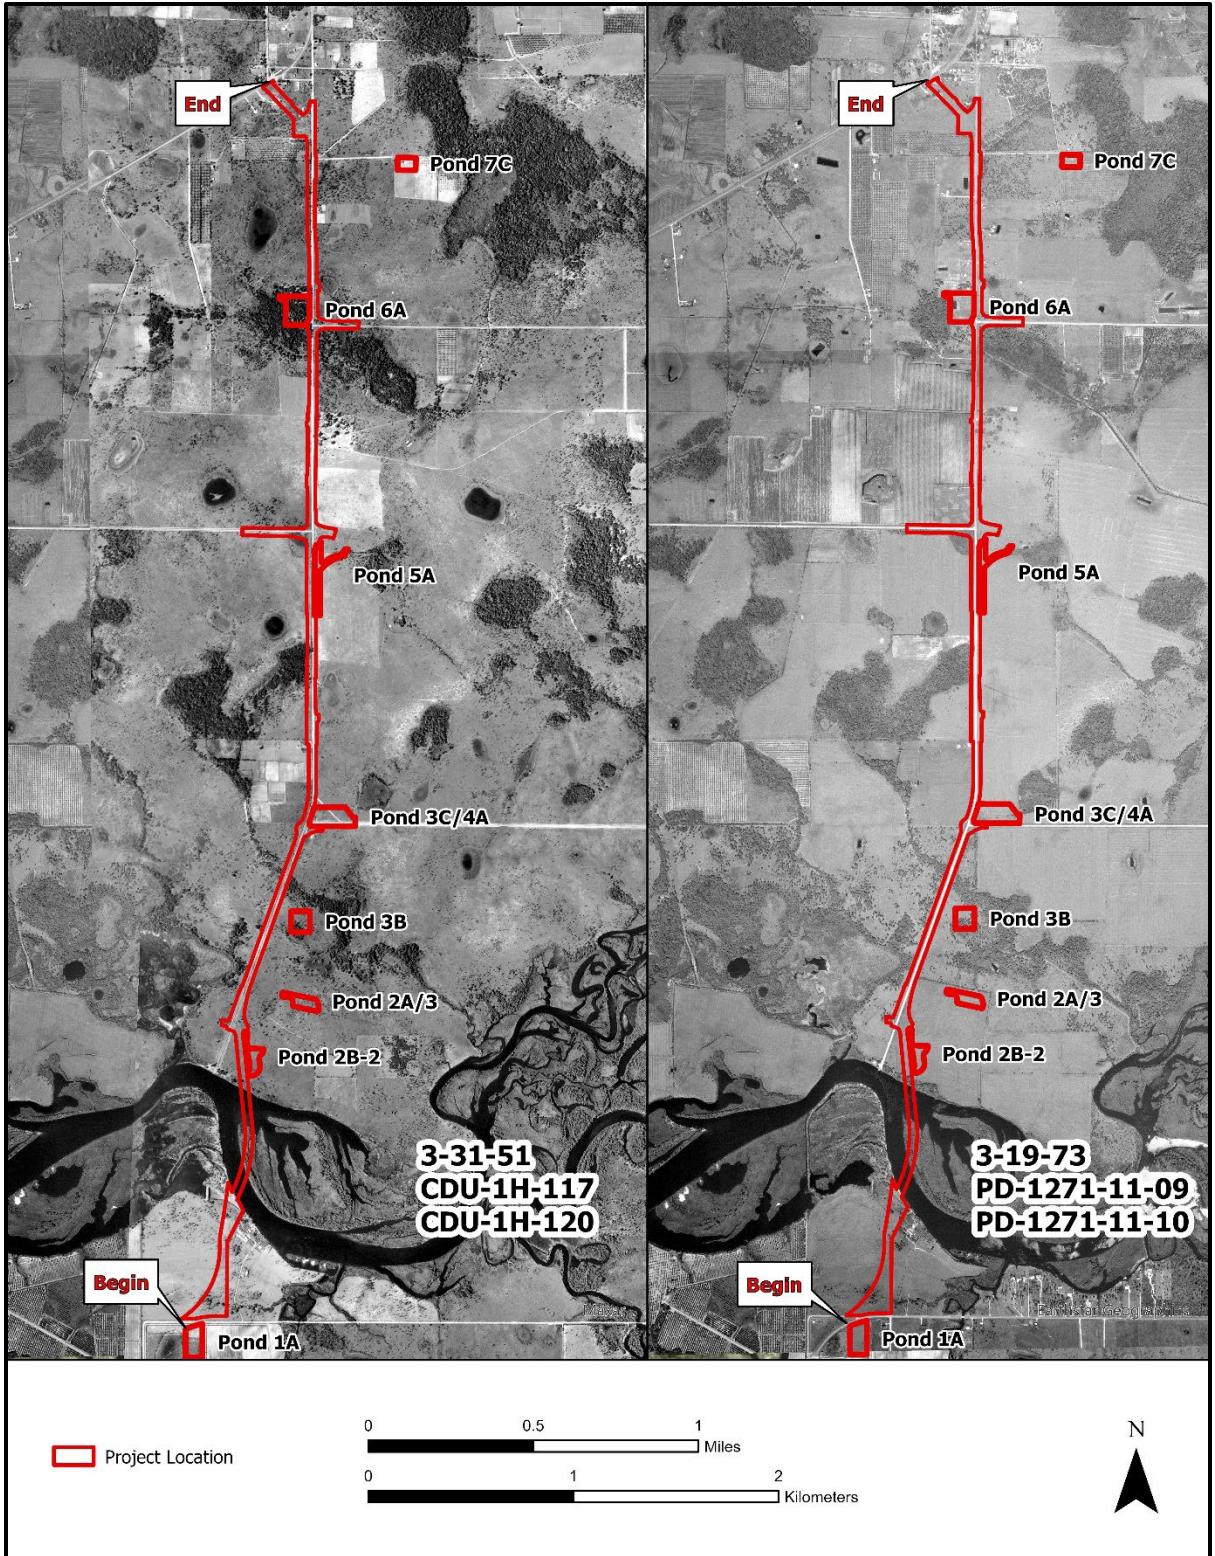 End
Pond 7C
Pond 6A
Pond 5A
Pond 3C/4A
Pond 3B
Pond 2A/3
Pond 2B-2
3-31-51
CDU-1H-117
CDU-1H-120
Begin
Pond 1A
End
Pond 7C
Pond 6A
Pond 5A
Pond 3C/4A
Pond 3B
Pond 2A/3
Pond 2B-2
3-19-73
PD-1271-11-09
PD-1271-11-10
Begin
Pond 1A
Project Location
0 0.5 1
Miles
0 1 2
Kilometers
N